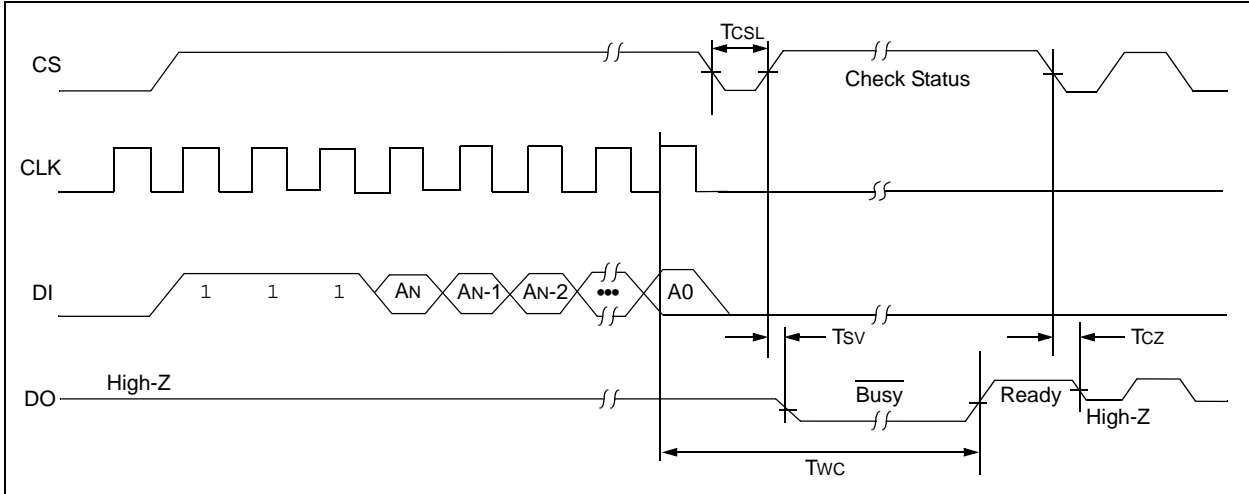 TCSL
CS
Check Status
CLK
DI
1 1 1 AN AN-1 AN-2 ••• A0
TSV
TCZ
High-Z
DO
Busy
Ready
High-Z
TWC